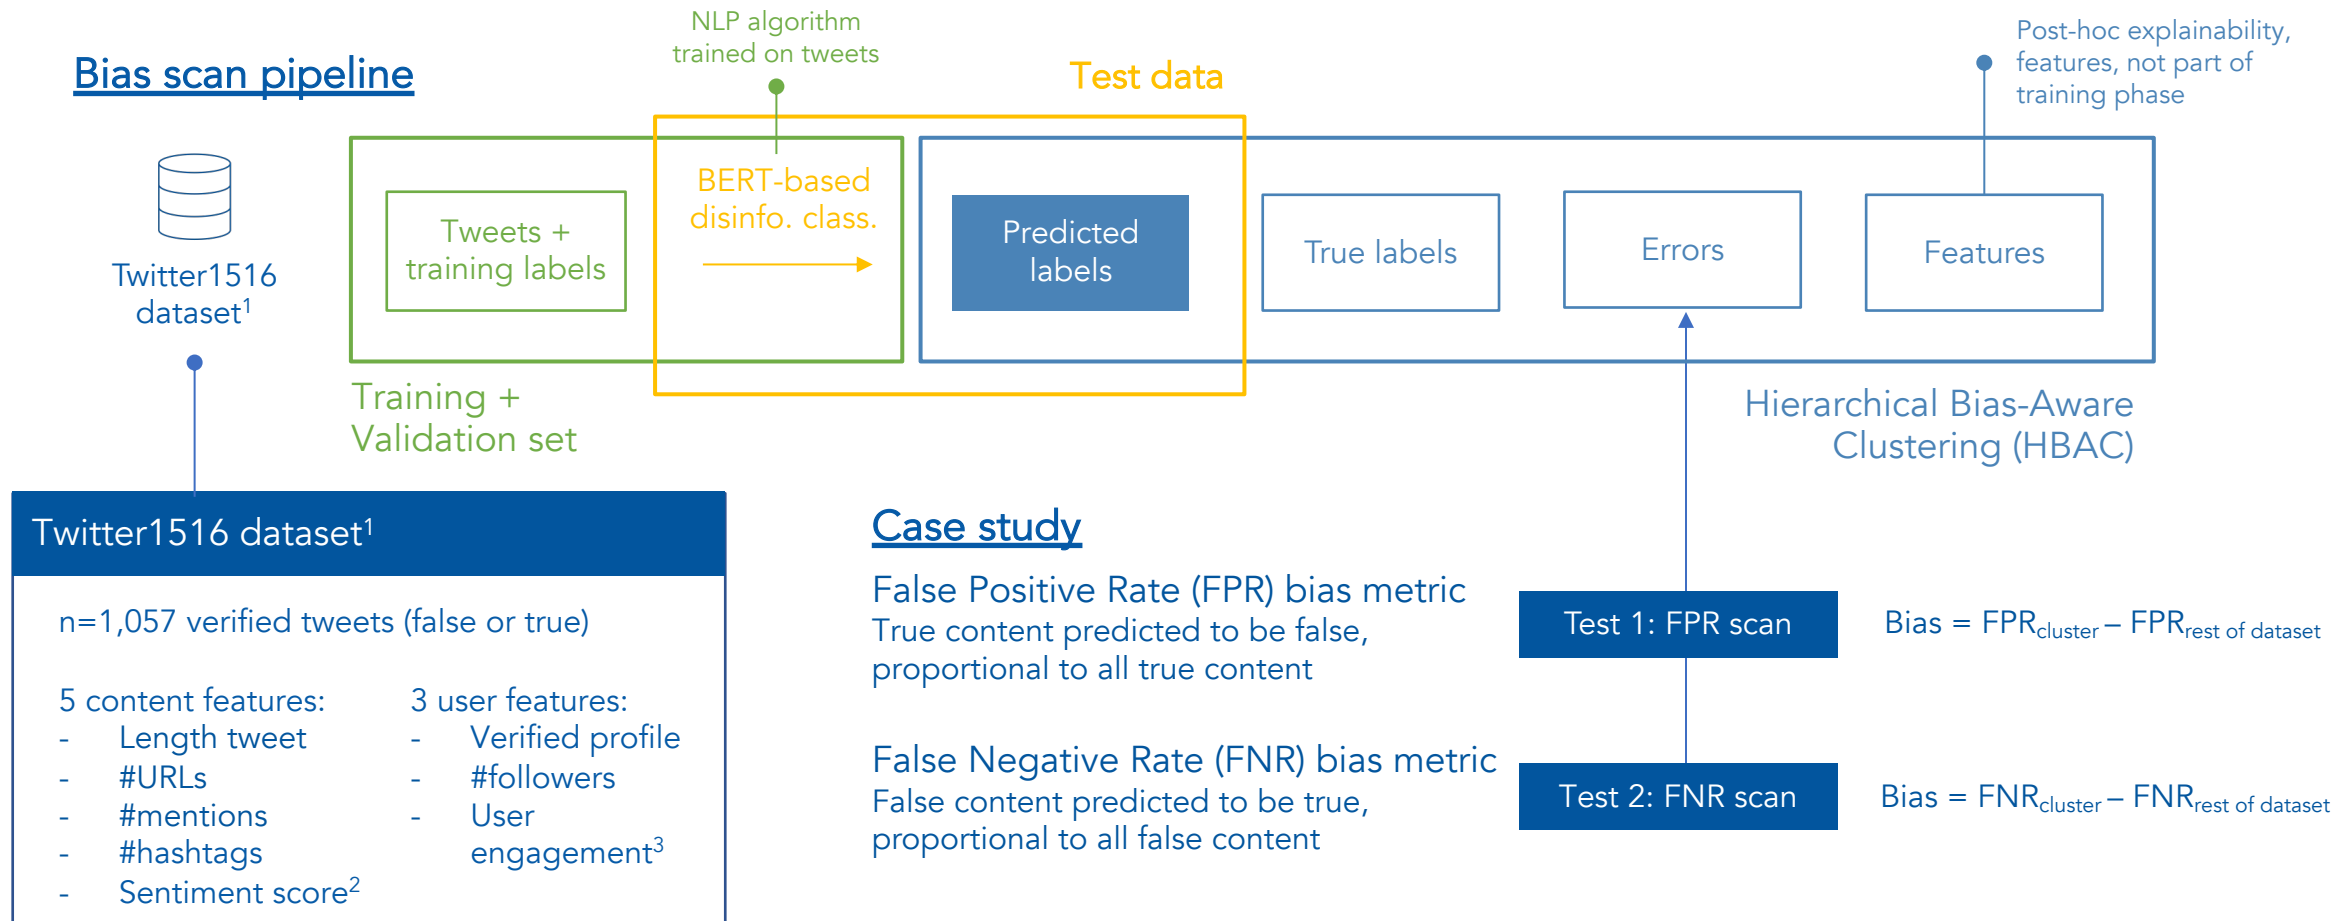 Bias scan pipeline
NLP algorithm
trained on tweets
Test data
Post-hoc explainability,
features, not part of
training phase
Twitter1516
dataset¹
Tweets +
training labels
BERT-based
disinfo. class.
Predicted
labels
True labels
Errors
Features
Training +
Validation set
Hierarchical Bias-Aware
Clustering (HBAC)
Twitter1516 dataset¹
n=1,057 verified tweets (false or true)
5 content features:
- Length tweet
- #URLs
- #mentions
- #hashtags
- Sentiment score²
3 user features:
- Verified profile
- #followers
- User
engagement³
Case study
False Positive Rate (FPR) bias metric
True content predicted to be false,
proportional to all true content
Test 1: FPR scan
Bias = FPRcluster – FPRrest of dataset
False Negative Rate (FNR) bias metric
False content predicted to be true,
proportional to all false content
Test 2: FNR scan
Bias = FNRcluster – FNRrest of dataset